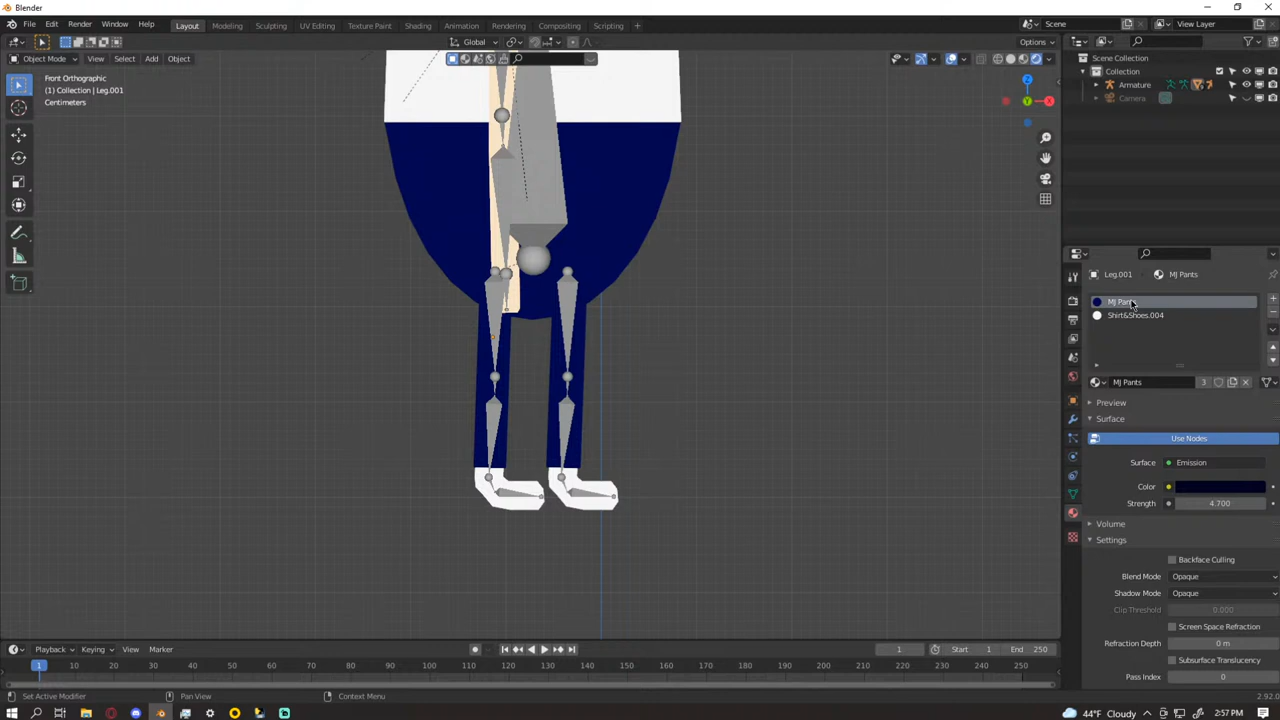 Blender
File Edit Render Window Help Layout Modeling Sculpting UV Editing Texture Paint Shading Animation Rendering Compositing Scripting + Scene View Layer
Global Options
Object Mode View Select Add Object
Front Orthographic
(1) Collection | Leg.001
Centimeters
Z
Y
X
Scene Collection
Collection
Armature
Camera
Leg.001 MJ Pants
MJ Pants
Shirt&Shoes.004
MJ Pants 3
Preview
Surface
Use Nodes
Surface Emission
Color
Strength 4.700
Volume
Settings
Backface Culling
Blend Mode Opaque
Shadow Mode Opaque
Clip Threshold 0.000
Screen Space Refraction
Refraction Depth 0 m
Subsurface Translucency
Pass Index 0
Playback Keying View Marker 1 Start 1 End 250
1 10 20 30 40 50 60 70 80 90 100 110 120 130 140 150 160 170 180 190 200 210 220 230 240 250
Set Active Modifier Pan View Context Menu 2.92.0
44°F Cloudy 2:57 PM